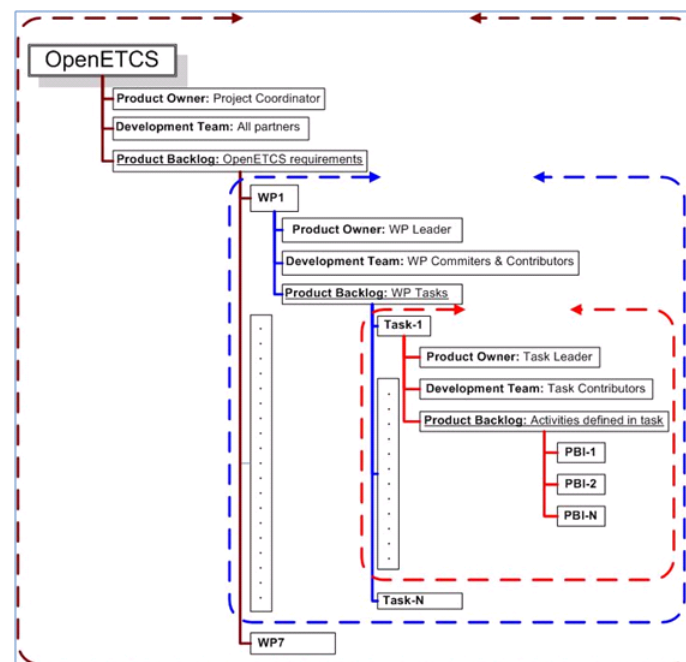 OpenETCS
Product Owner: Project Coordinator
Development Team: All partners
Product Backlog: OpenETCS requirements
WP1
Product Owner: WP Leader
Development Team: WP Commiters & Contributors
Product Backlog: WP Tasks
Task-1
Product Owner: Task Leader
Development Team: Task Contributors
Product Backlog: Activities defined in task
PBI-1
PBI-2
PBI-N
Task-N
WP7